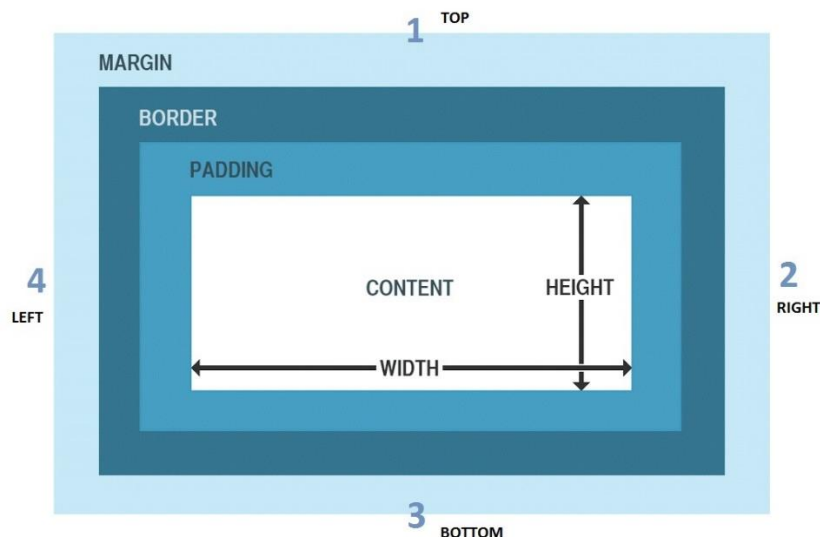 1 TOP
MARGIN
BORDER
PADDING
4
LEFT
CONTENT
HEIGHT
2
RIGHT
WIDTH
3
BOTTOM